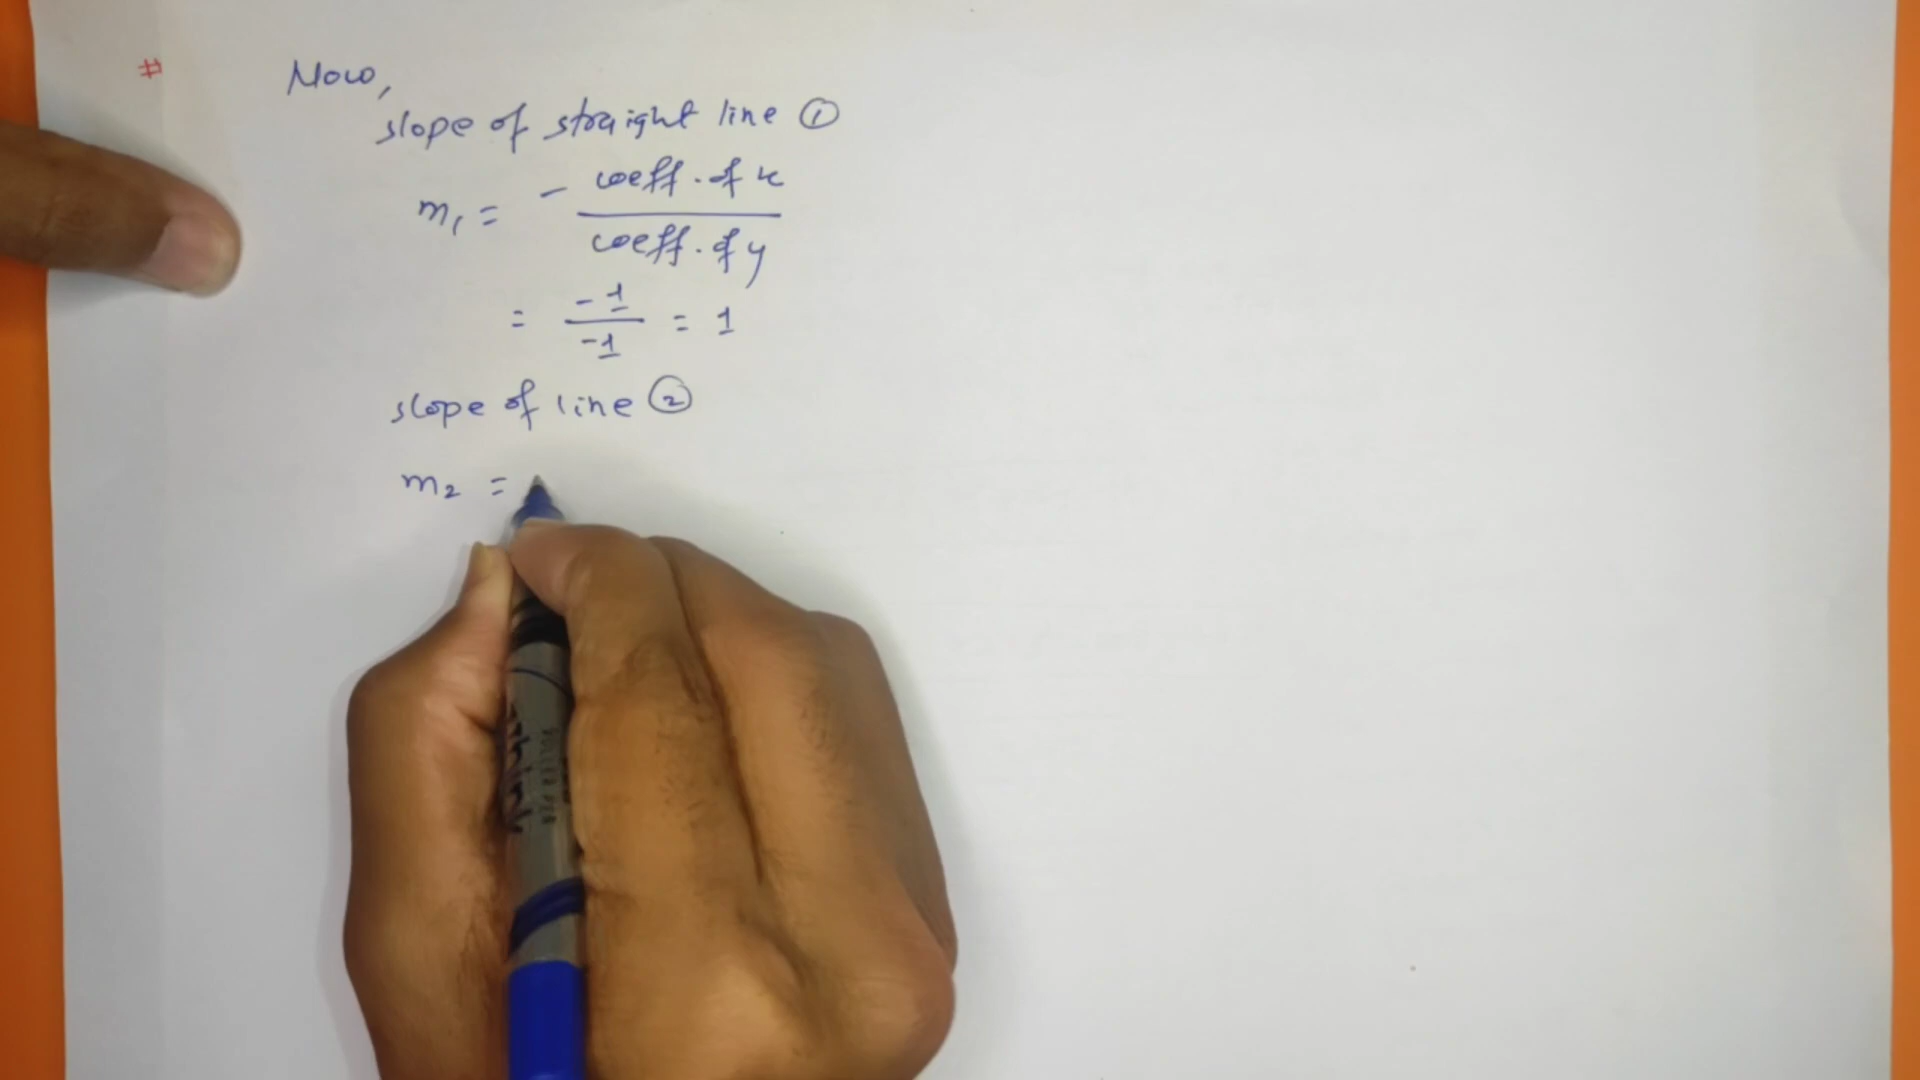 #
Now,
slope of straight line ①
m₁ = - coeff. of x / coeff. of y
= -1 / -1 = 1
slope of line ②
m₂ =